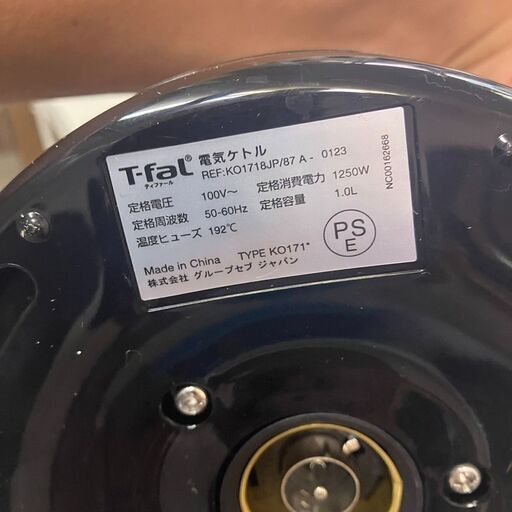 T-fal® 電気ケトル
ティファール REF:KO1718JP/87 A - 0123
定格電圧 100V～ 定格消費電力 1250W
定格周波数 50-60Hz 定格容量 1.0L
温度ヒューズ 192℃
PS
E
Made in China TYPE KO171*
株式会社 グループセブ ジャパン
NC00162668